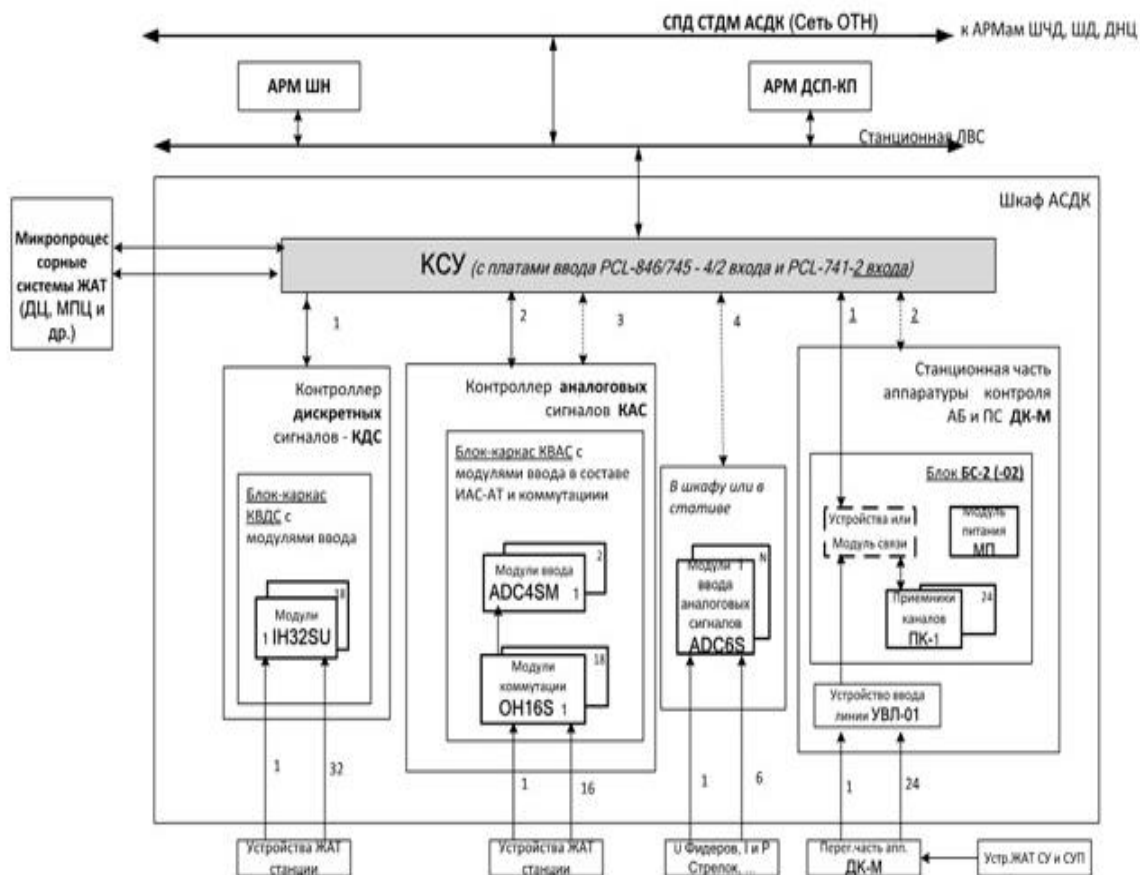 СПД СТДМ АСДК (Сеть ОТН)
к АРМам ШЧД, ШД, ДНЦ
АРМ ШН
АРМ ДСП-КП
Станционная ЛВС
Шкаф АСДК
Микропроцес
сорные
системы ЖАТ
(ДЦ, МПЦ и
др.)
КСУ (с платами ввода PCL-846/745 - 4/2 входа и PCL-741-2 входа)
1
2
3
4
1
2
Контроллер
дискретных
сигналов - КДС
Блок-каркас
КВДС с
модулями ввода
18
Модули
1 IH32SU
Контроллер аналоговых
сигналов КАС
Блок-каркас КВАС с
модулями ввода в составе
ИАС-АТ и коммутациии
2
Модули ввода
ADC4SM 1
18
Модули
коммутации
OH16S 1
В шкафу или в
стативе
N
Модули 1
ввода
аналоговых
сигналов
ADC6S
Станционная часть
аппаратуры контроля
АБ и ПС ДК-М
Блок БС-2 (-02)
Устройства или
Модуль связи
Модуль
питания
МП
24
Приемники
каналов
ПК-1
Устройство ввода
линии УВЛ-01
1
32
1
16
1
6
1
24
Устройства ЖАТ
станции
Устройства ЖАТ
станции
U Фидеров, I и P
Стрелок, ...
Перег.часть апп.
ДК-М
Устр.ЖАТ СУ и СУП